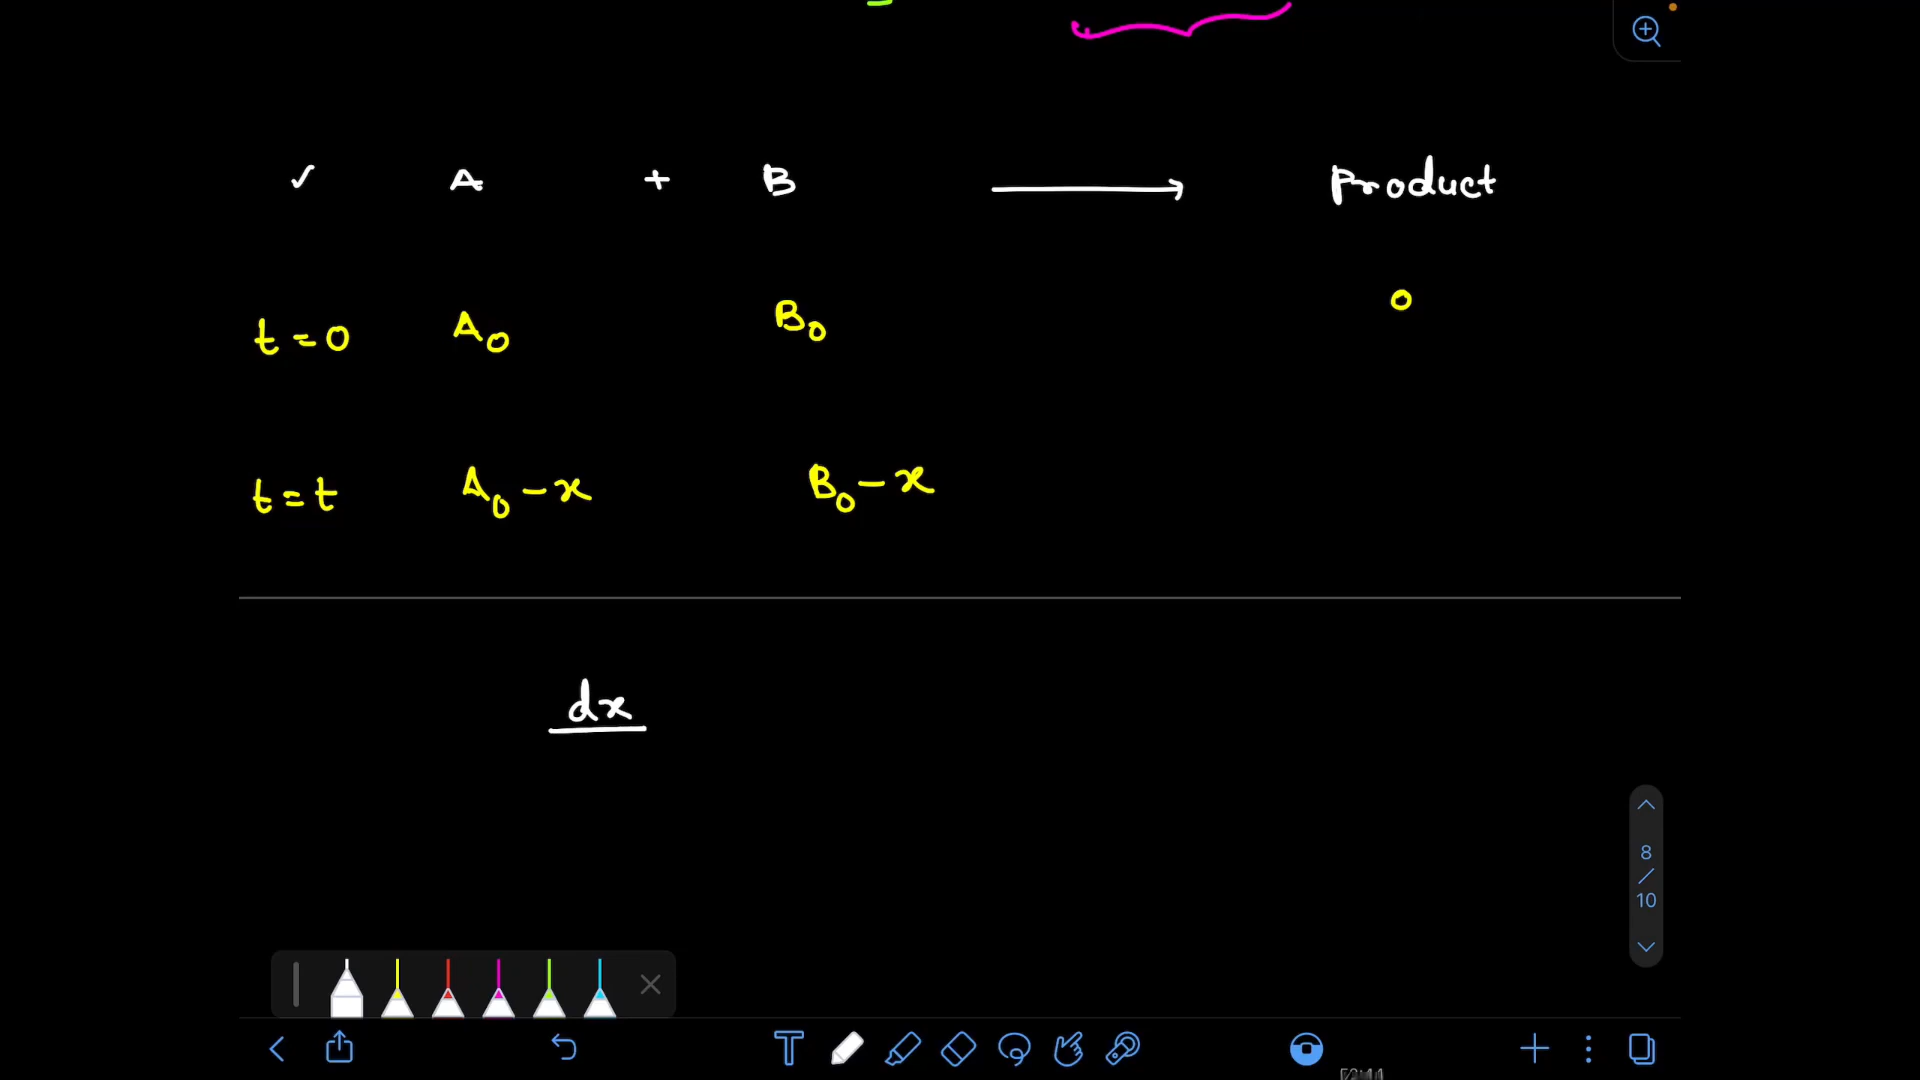 ✓ A + B ⟶ Product
t = 0 A₀ B₀ 0
t = t A₀ - x B₀ - x
dx
8
/
10